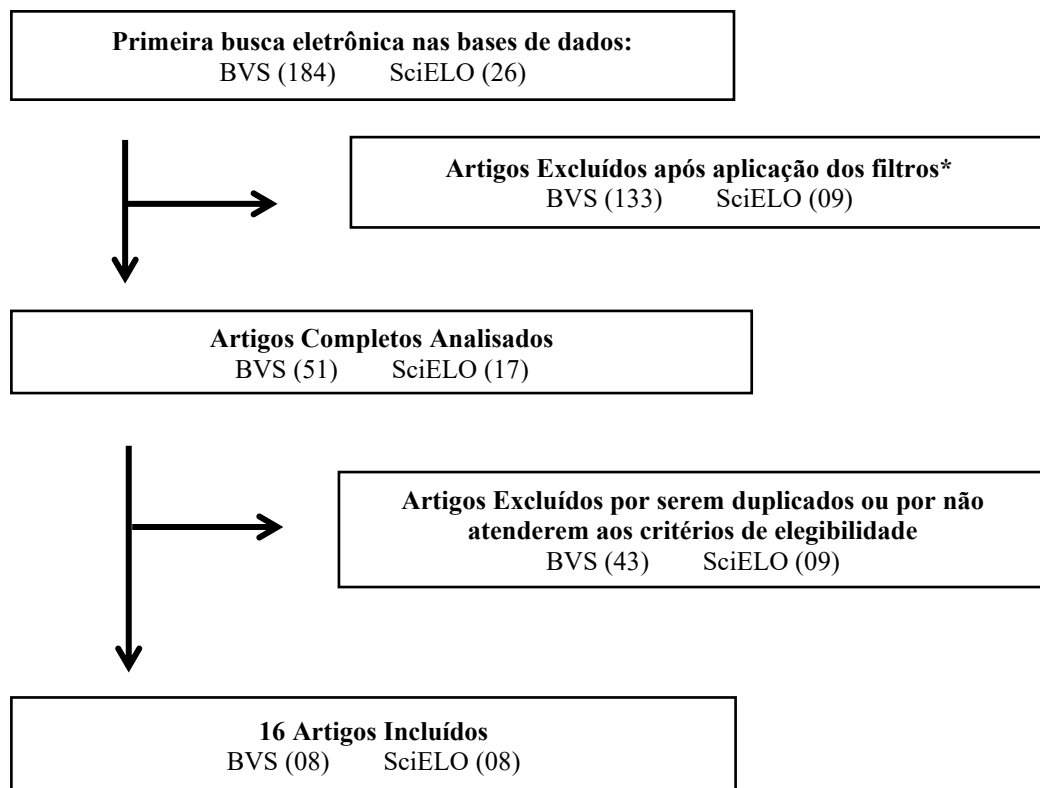 Primeira busca eletrônica nas bases de dados:
BVS (184) SciELO (26)
Artigos Excluídos após aplicação dos filtros*
BVS (133) SciELO (09)
Artigos Completos Analisados
BVS (51) SciELO (17)
Artigos Excluídos por serem duplicados ou por não
atenderem aos critérios de elegibilidade
BVS (43) SciELO (09)
16 Artigos Incluídos
BVS (08) SciELO (08)